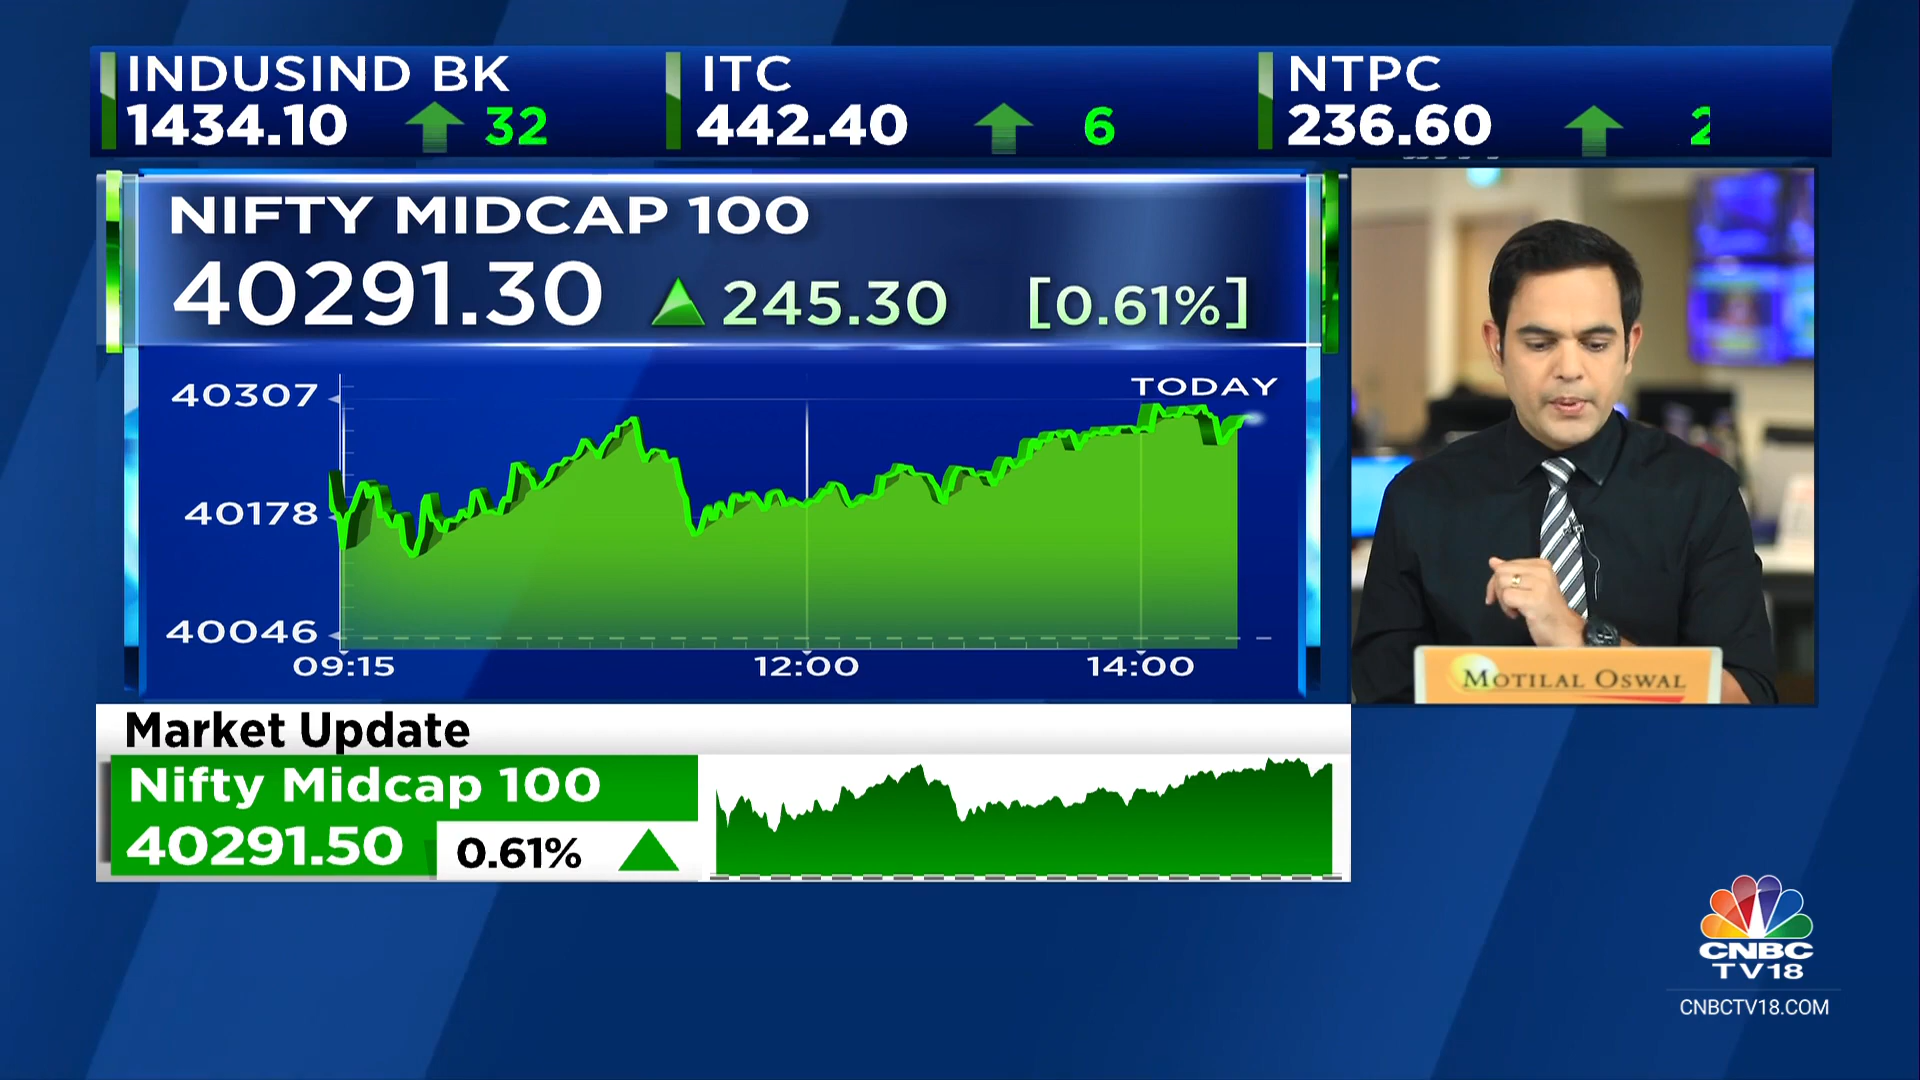 INDUSIND BK
1434.10 32
ITC
442.40 6
NTPC
236.60
NIFTY MIDCAP 100
40291.30 245.30 [0.61%]
TODAY
40307
40178
40046
09:15 12:00 14:00
MOTILAL OSWAL
Market Update
Nifty Midcap 100
40291.50 0.61%
CNBC
TV18
CNBCTV18.COM